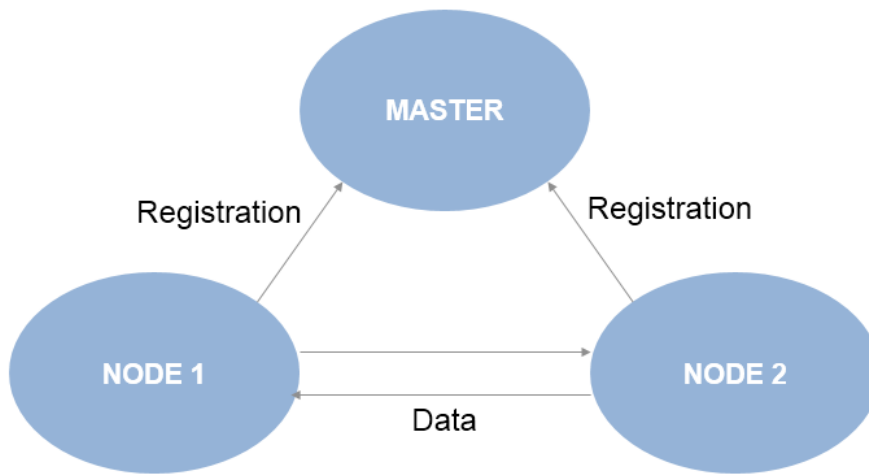 MASTER
Registration
Registration
NODE 1
NODE 2
Data